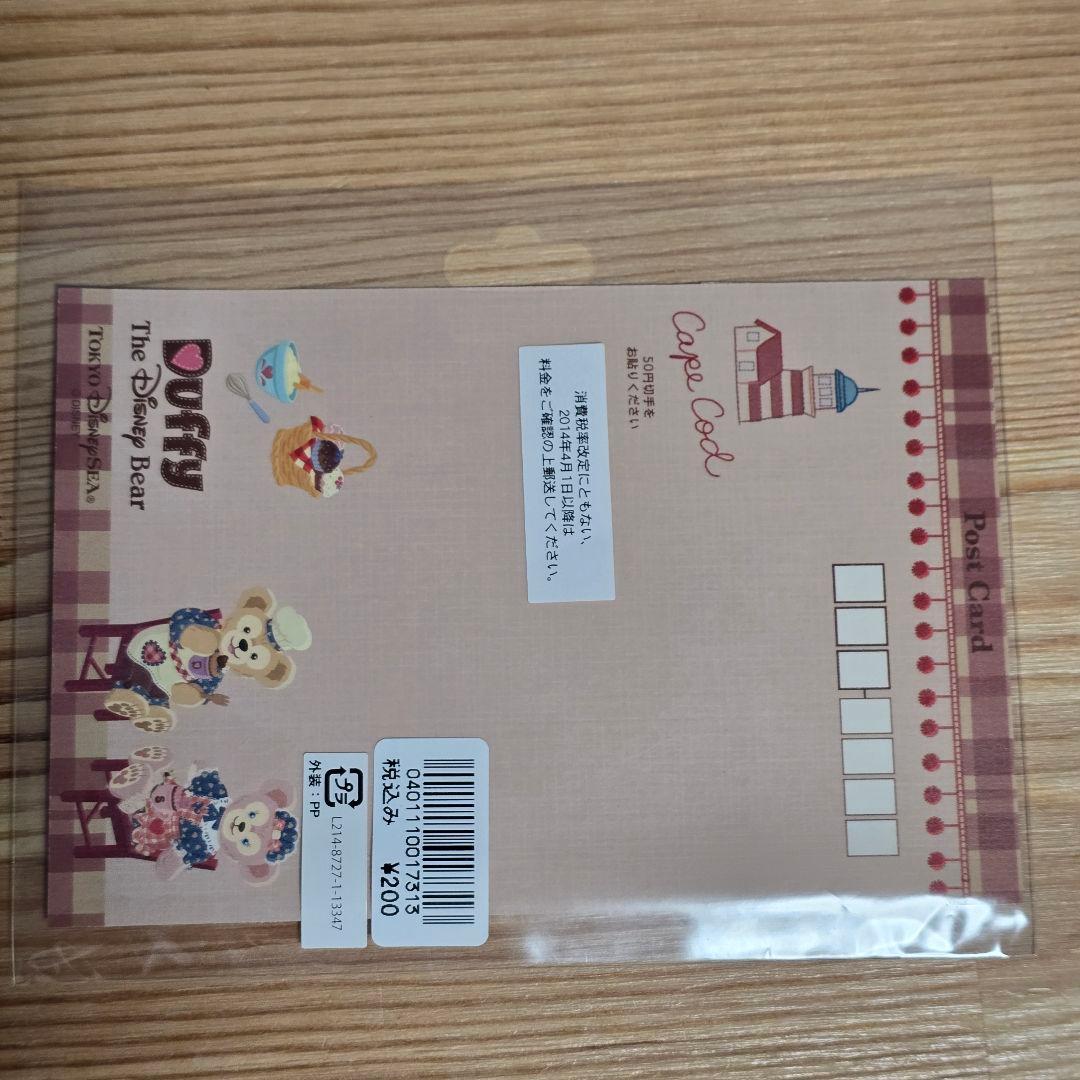 Post Card
Cape Cod
50円切手を
お貼りください
消費税率改定にともない、
2014年4月1日以降は
料金をご確認の上郵送してください。
Duffy
The Disney Bear
TOKYO DISNEYSEA®
©DISNEY
D
S
0401110017313
税込み ¥200
プラ
外装:PP
L214-8727-1-13347